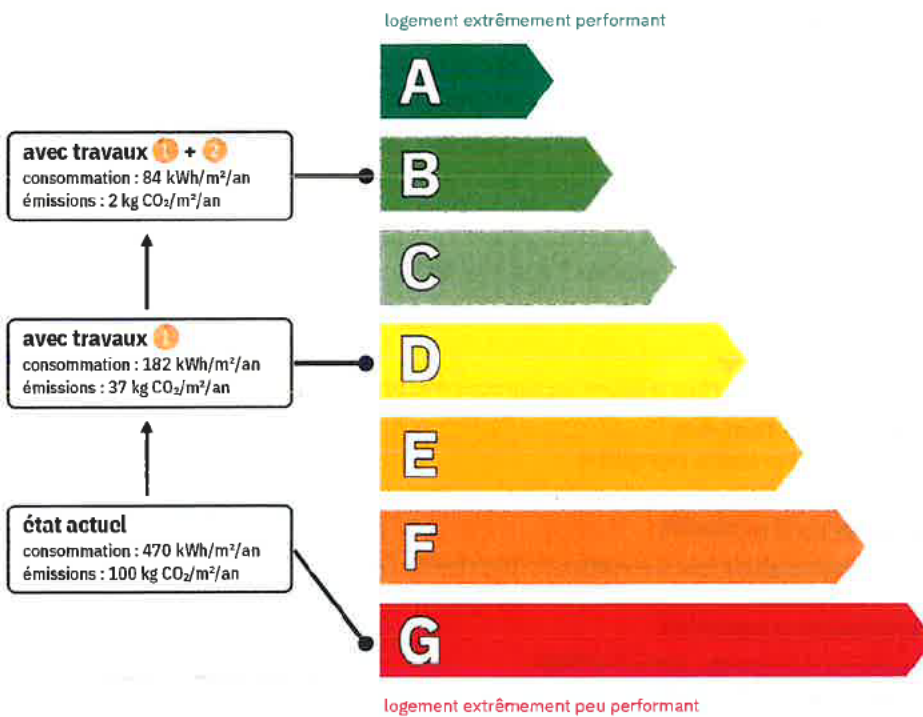 logement extrêmement performant
A
avec travaux 1 + 2
consommation : 84 kWh/m²/an
émissions : 2 kg CO₂/m²/an
B
C
avec travaux 1
consommation : 182 kWh/m²/an
émissions : 37 kg CO₂/m²/an
D
E
état actuel
consommation : 470 kWh/m²/an
émissions : 100 kg CO₂/m²/an
F
G
logement extrêmement peu performant